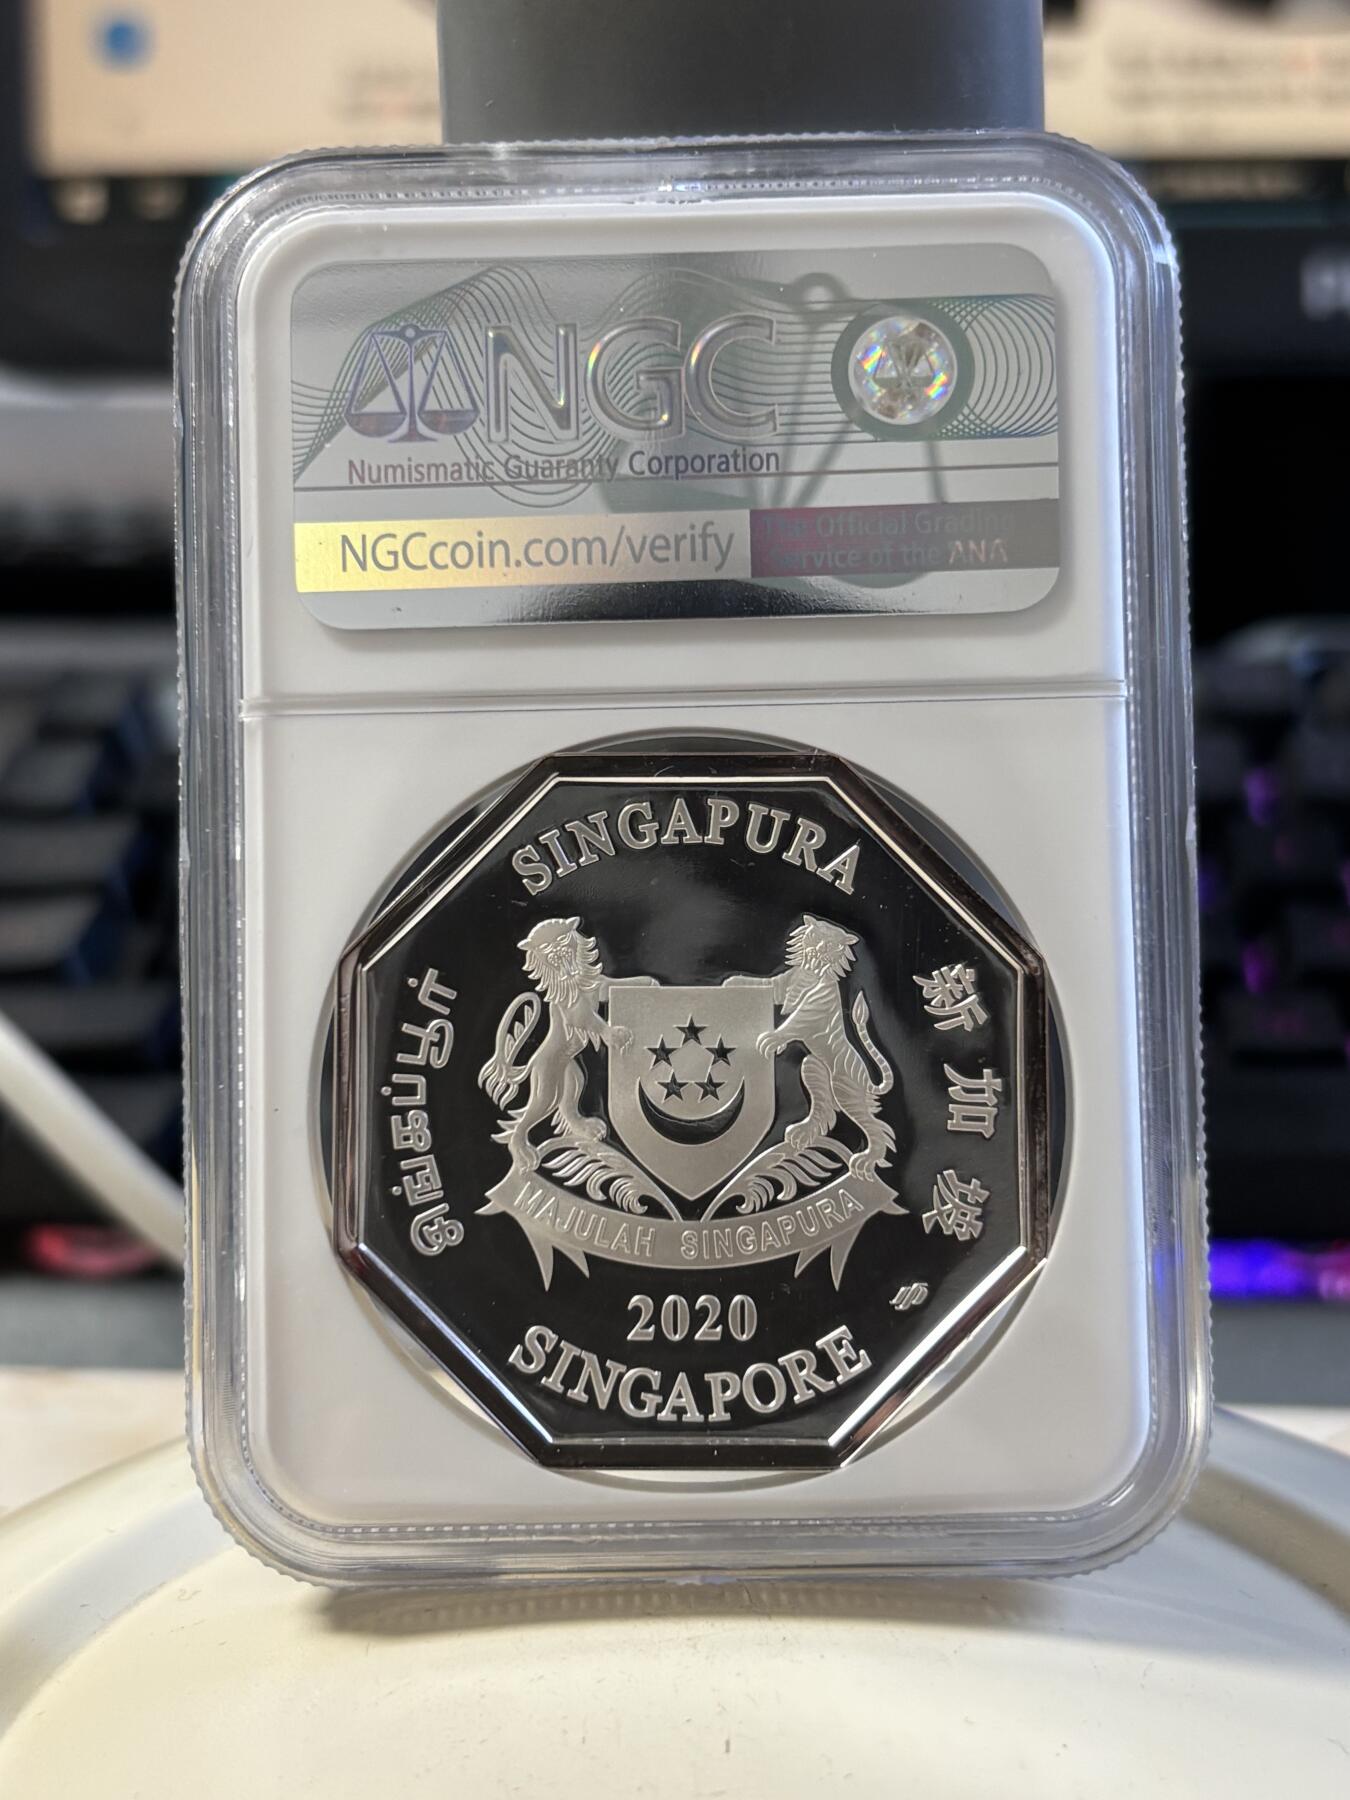 NGC
Numismatic Guaranty Corporation
NGCcoin.com/verify
The Official Grading
Service of the ANA
SINGAPURA
சிங்கப்பூர்
新加坡
MAJULAH SINGAPURA
2020
SINGAPORE